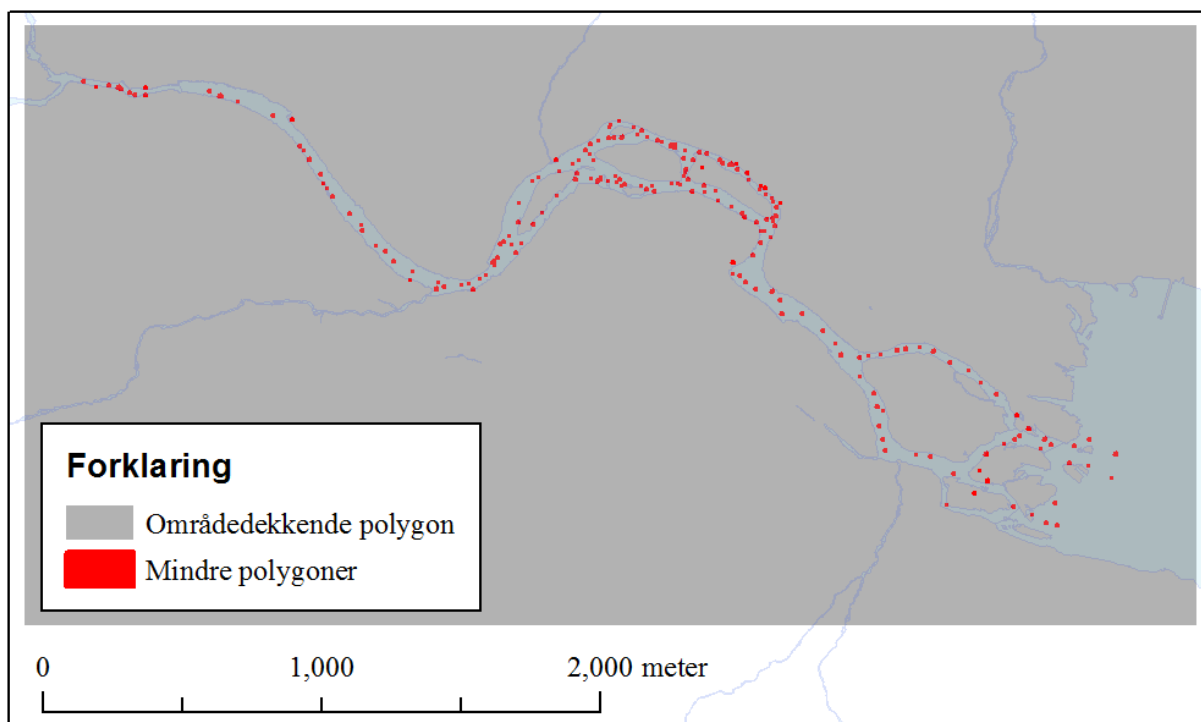 Forklaring
Områdedekkende polygon
Mindre polygoner
0 1,000 2,000 meter